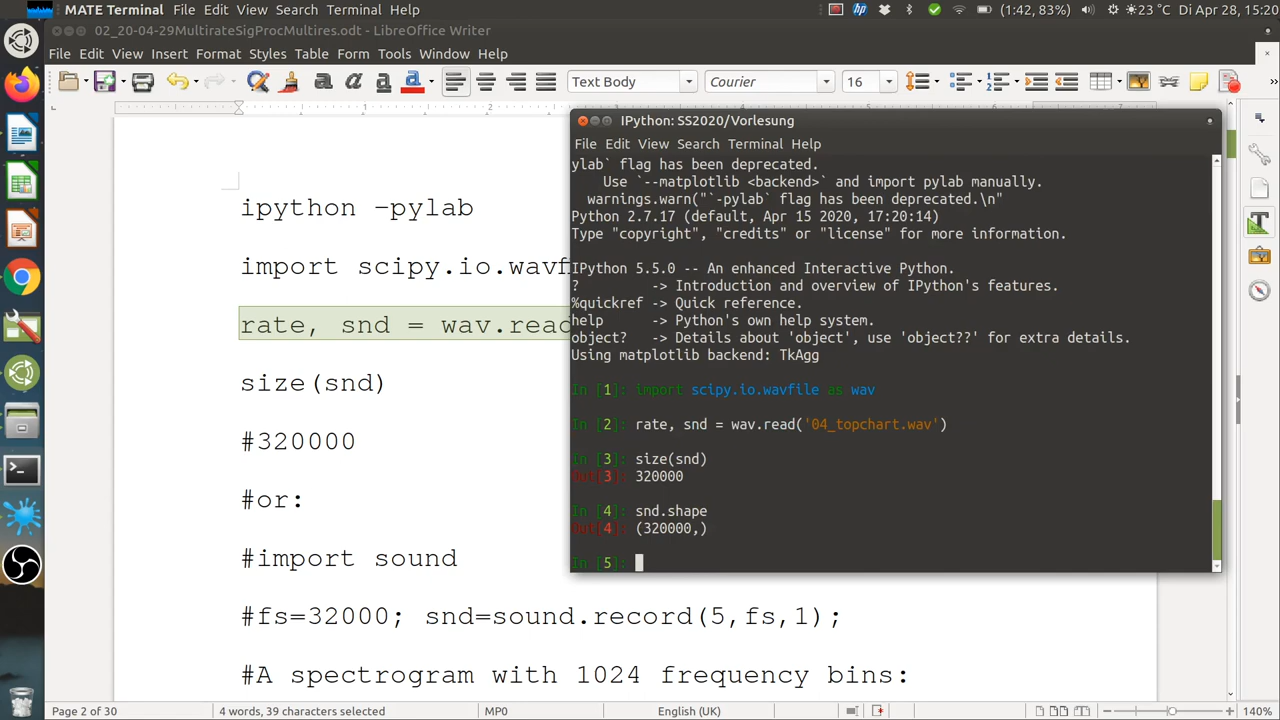 MATE Terminal File Edit View Search Terminal Help
(1:42, 83%) 23 °C Di Apr 28, 15:20
02_20-04-29MultirateSigProcMultires.odt - LibreOffice Writer
File Edit View Insert Format Styles Table Form Tools Window Help
Text Body Courier 16
1 2 3 4 5 6 7
ipython -pylab
import scipy.io.wavf
rate, snd = wav.read
size(snd)
#320000
#or:
#import sound
#fs=32000; snd=sound.record(5,fs,1);
#A spectrogram with 1024 frequency bins:
IPython: SS2020/Vorlesung
File Edit View Search Terminal Help
ylab` flag has been deprecated.
Use `--matplotlib <backend>` and import pylab manually.
warnings.warn("`-pylab` flag has been deprecated.\n"
Python 2.7.17 (default, Apr 15 2020, 17:20:14)
Type "copyright", "credits" or "license" for more information.
IPython 5.5.0 -- An enhanced Interactive Python.
? -> Introduction and overview of IPython's features.
%quickref -> Quick reference.
help -> Python's own help system.
object? -> Details about 'object', use 'object??' for extra details.
Using matplotlib backend: TkAgg
In [1]: import scipy.io.wavfile as wav
In [2]: rate, snd = wav.read('04_topchart.wav')
In [3]: size(snd)
Out[3]: 320000
In [4]: snd.shape
Out[4]: (320000,)
In [5]:
Page 2 of 30 4 words, 39 characters selected MP0 English (UK) 140%